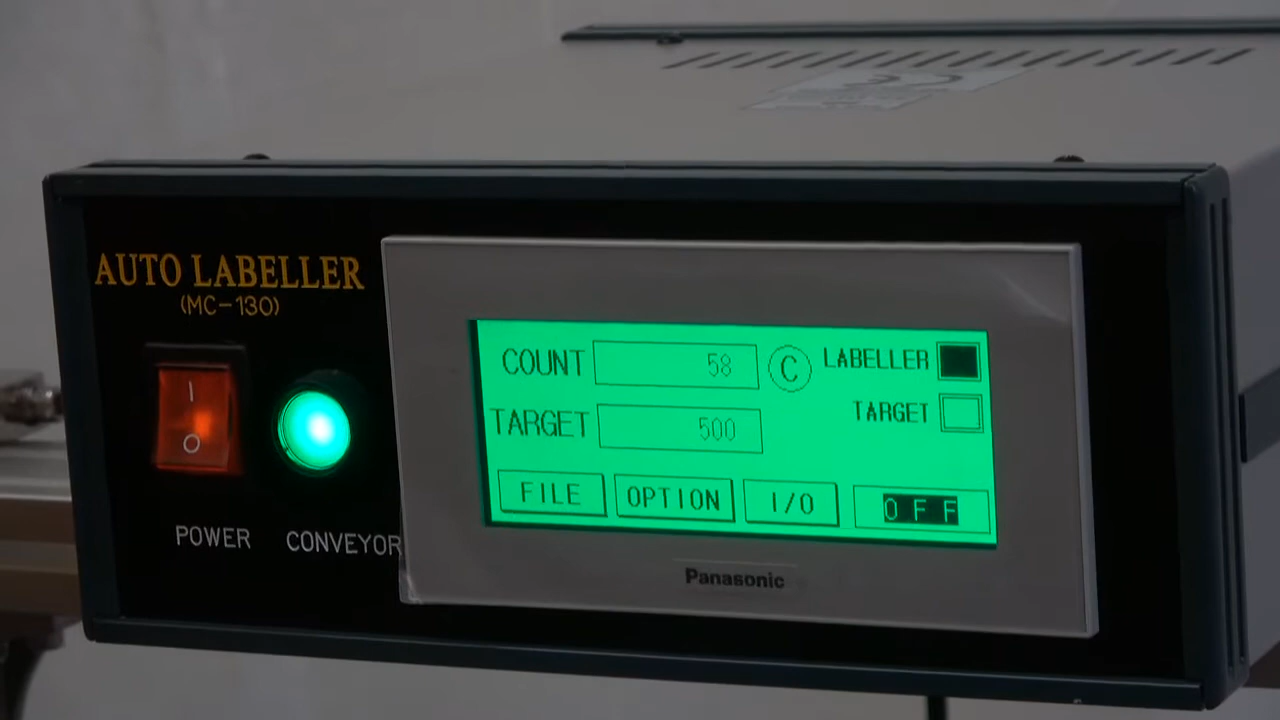 AUTO LABELLER
(MC-130)
I
O
POWER
CONVEYOR
COUNT 58 C LABELLER
TARGET 500 TARGET
FILE OPTION I/O OFF
Panasonic